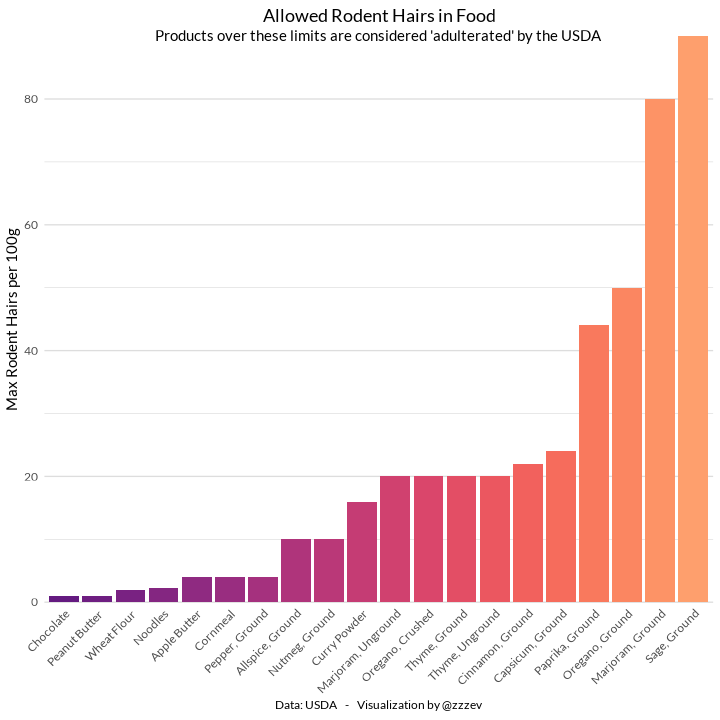 Allowed Rodent Hairs in Food
Products over these limits are considered 'adulterated' by the USDA
Max Rodent Hairs per 100g
80
60
40
20
0
Chocolate
Peanut Butter
Wheat Flour
Noodles
Apple Butter
Cornmeal
Pepper, Ground
Allspice, Ground
Nutmeg, Ground
Curry Powder
Marjoram, Unground
Oregano, Crushed
Thyme, Ground
Thyme, Unground
Cinnamon, Ground
Capsicum, Ground
Paprika, Ground
Oregano, Ground
Marjoram, Ground
Sage, Ground
Data: USDA - Visualization by @zzzev